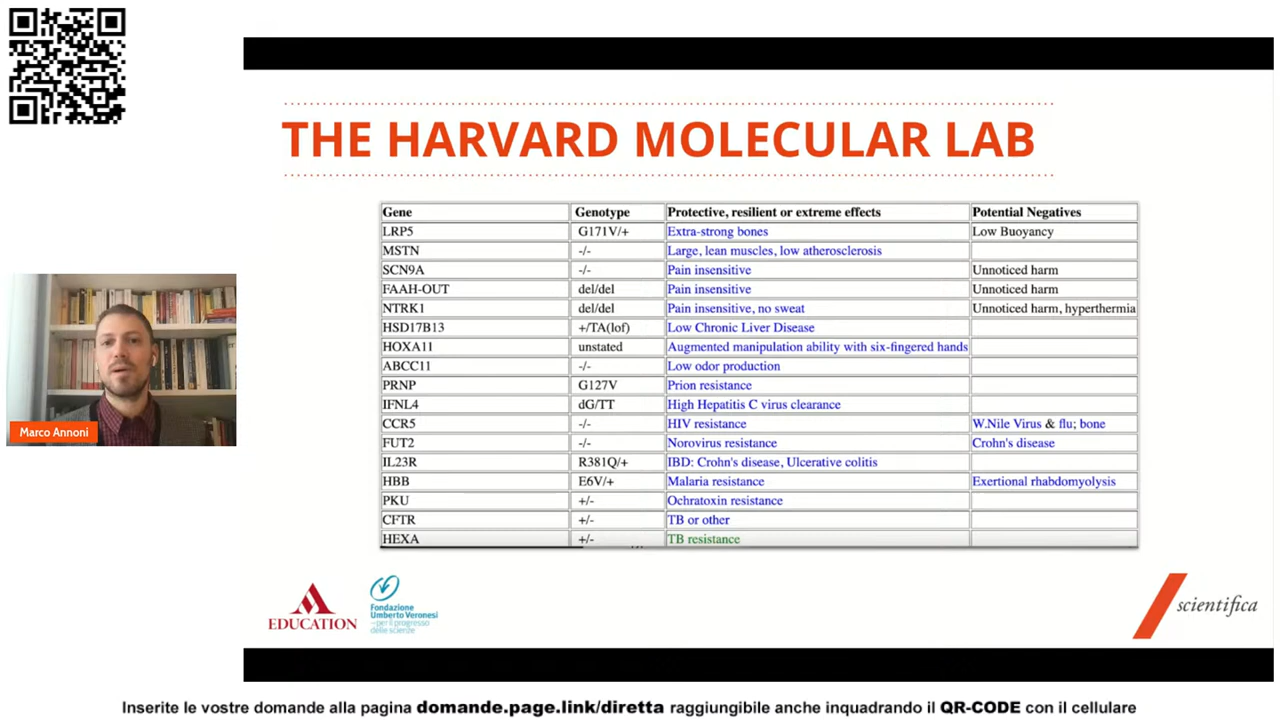 THE HARVARD MOLECULAR LAB
Gene Genotype Protective, resilient or extreme effects Potential Negatives
LRP5 G171V/+ Extra-strong bones Low Buoyancy
MSTN -/- Large, lean muscles, low atherosclerosis
SCN9A -/- Pain insensitive Unnoticed harm
FAAH-OUT del/del Pain insensitive Unnoticed harm
NTRK1 del/del Pain insensitive, no sweat Unnoticed harm, hyperthermia
HSD17B13 +/TA(lof) Low Chronic Liver Disease
HOXA11 unstated Augmented manipulation ability with six-fingered hands
ABCC11 -/- Low odor production
PRNP G127V Prion resistance
IFNL4 dG/TT High Hepatitis C virus clearance
CCR5 -/- HIV resistance W.Nile Virus & flu; bone
FUT2 -/- Norovirus resistance Crohn's disease
IL23R R381Q/+ IBD: Crohn's disease, Ulcerative colitis
HBB E6V/+ Malaria resistance Exertional rhabdomyolysis
PKU +/- Ochratoxin resistance
CFTR +/- TB or other
HEXA +/- TB resistance
Marco Annoni
EDUCATION
Fondazione
Umberto Veronesi
–per il progresso
delle scienze
scientifica
Inserite le vostre domande alla pagina domande.page.link/diretta raggiungibile anche inquadrando il QR-CODE con il cellulare